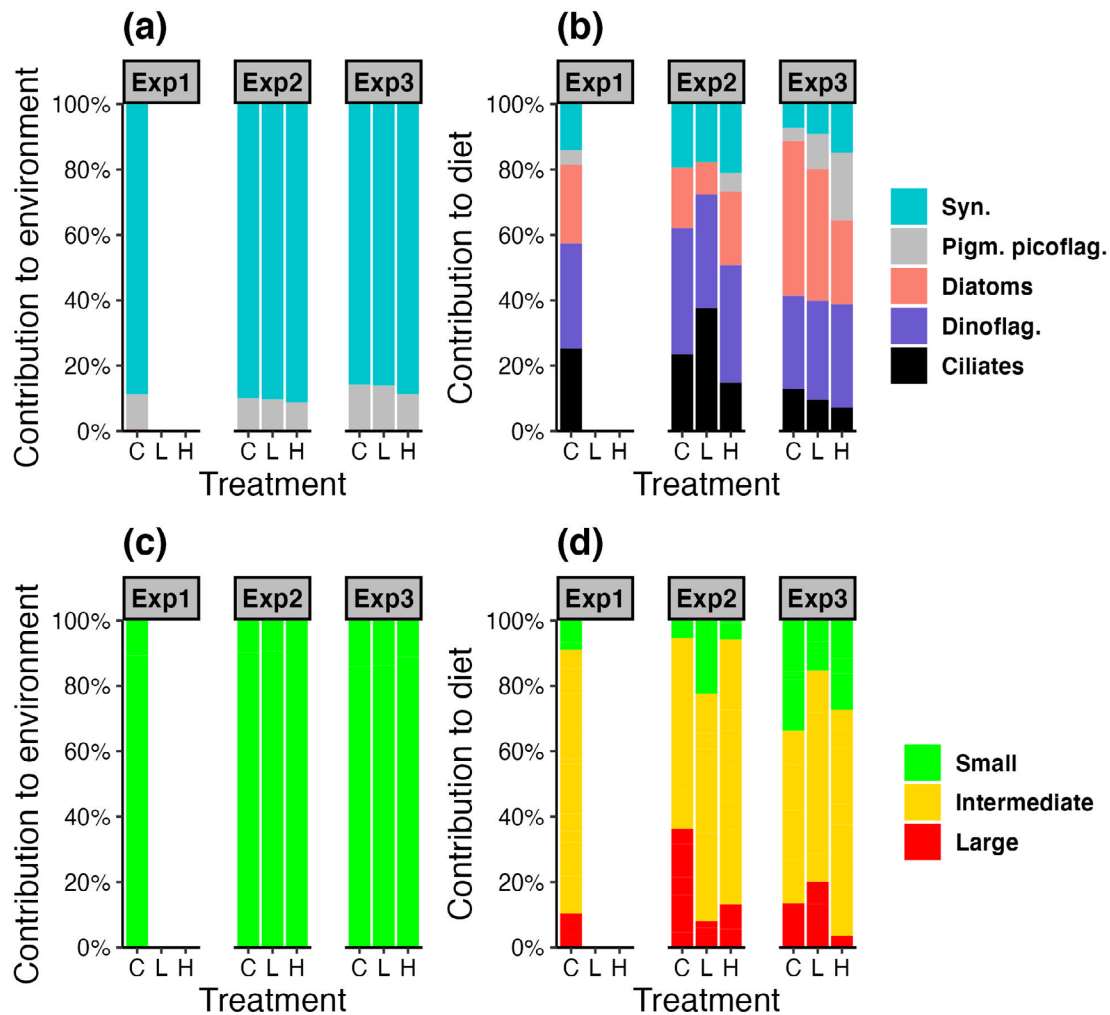 (a)
Exp1 Exp2 Exp3
Contribution to environment
100%
80%
60%
40%
20%
0%
C L H C L H C L H
Treatment
(b)
Exp1 Exp2 Exp3
Contribution to diet
100%
80%
60%
40%
20%
0%
C L H C L H C L H
Treatment
Syn.
Pigm. picoflag.
Diatoms
Dinoflag.
Ciliates
(c)
Exp1 Exp2 Exp3
Contribution to environment
100%
80%
60%
40%
20%
0%
C L H C L H C L H
Treatment
(d)
Exp1 Exp2 Exp3
Contribution to diet
100%
80%
60%
40%
20%
0%
C L H C L H C L H
Treatment
Small
Intermediate
Large